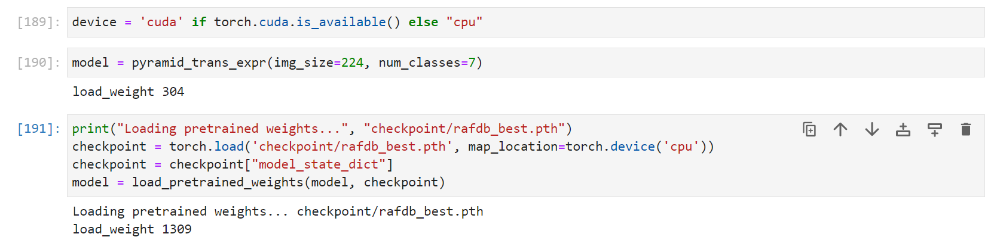 [189]: device = 'cuda' if torch.cuda.is_available() else "cpu"
[190]: model = pyramid_trans_expr(img_size=224, num_classes=7)
load_weight 304
[191]: print("Loading pretrained weights...", "checkpoint/rafdb_best.pth")
checkpoint = torch.load('checkpoint/rafdb_best.pth', map_location=torch.device('cpu'))
checkpoint = checkpoint["model_state_dict"]
model = load_pretrained_weights(model, checkpoint)
Loading pretrained weights... checkpoint/rafdb_best.pth
load_weight 1309